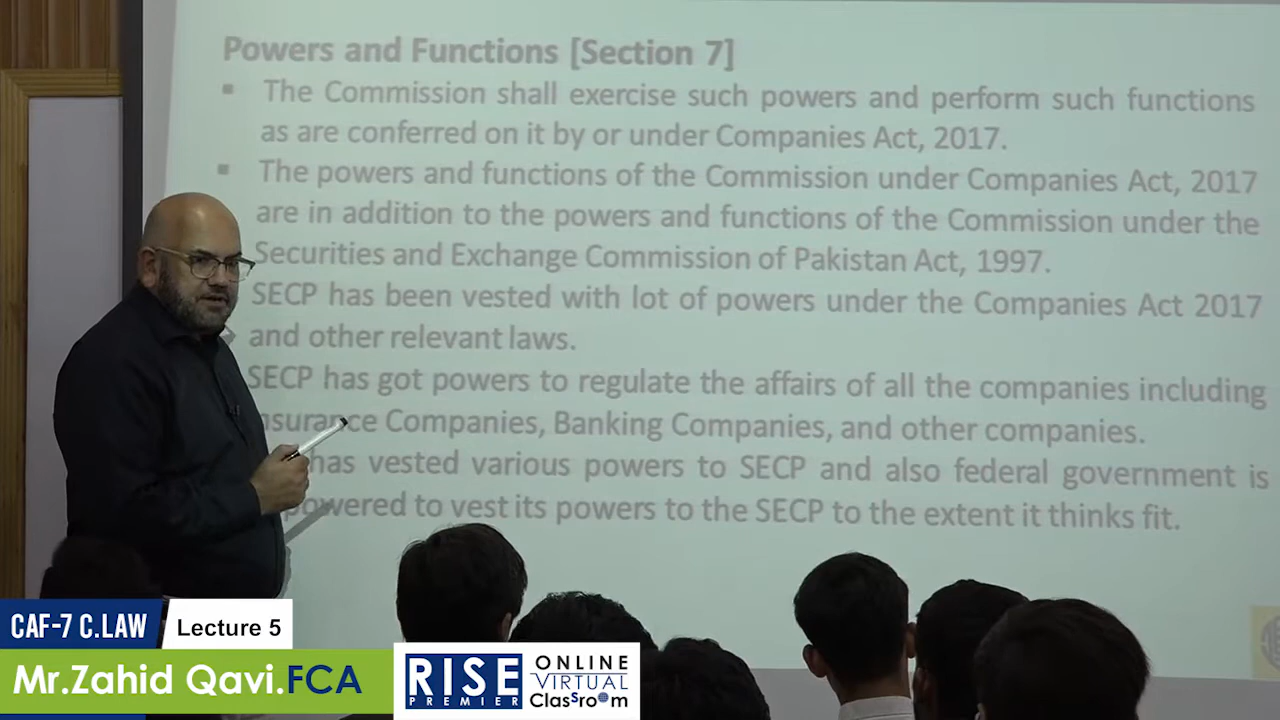 Powers and Functions [Section 7]
▪ The Commission shall exercise such powers and perform such functions
as are conferred on it by or under Companies Act, 2017.
▪ The powers and functions of the Commission under Companies Act, 2017
are in addition to the powers and functions of the Commission under the
Securities and Exchange Commission of Pakistan Act, 1997.
SECP has been vested with lot of powers under the Companies Act 2017
and other relevant laws.
SECP has got powers to regulate the affairs of all the companies including
nsurance Companies, Banking Companies, and other companies.
has vested various powers to SECP and also federal government is
powered to vest its powers to the SECP to the extent it thinks fit.
CAF-7 C.LAW
Lecture 5
Mr.Zahid Qavi.FCA
RISE
PREMIER
ONLINE
VIRTUAL
ClassrOOm